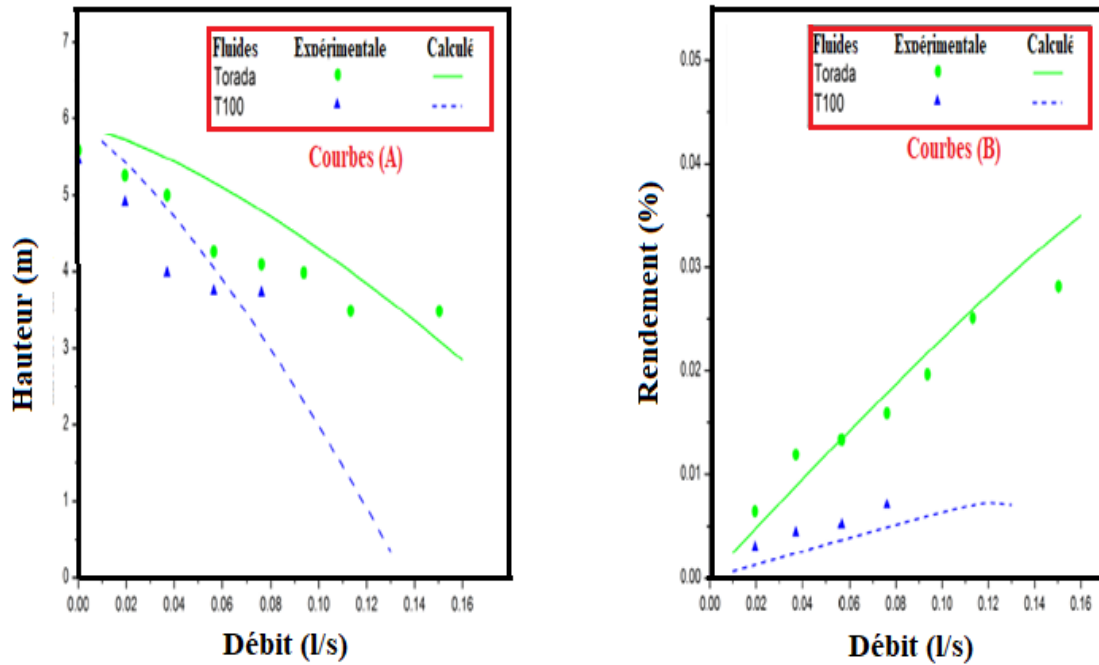 Fluides Expérimentale Calculé
Torada
T100
Courbes (A)
7
6
5
4
3
2
1
0
0.00 0.02 0.04 0.06 0.08 0.10 0.12 0.14 0.16
Hauteur (m)
Débit (l/s)
Fluides Expérimentale Calculé
Torada
T100
Courbes (B)
0.05
0.04
0.03
0.02
0.01
0.00
0.00 0.02 0.04 0.06 0.08 0.10 0.12 0.14 0.16
Rendement (%)
Débit (l/s)